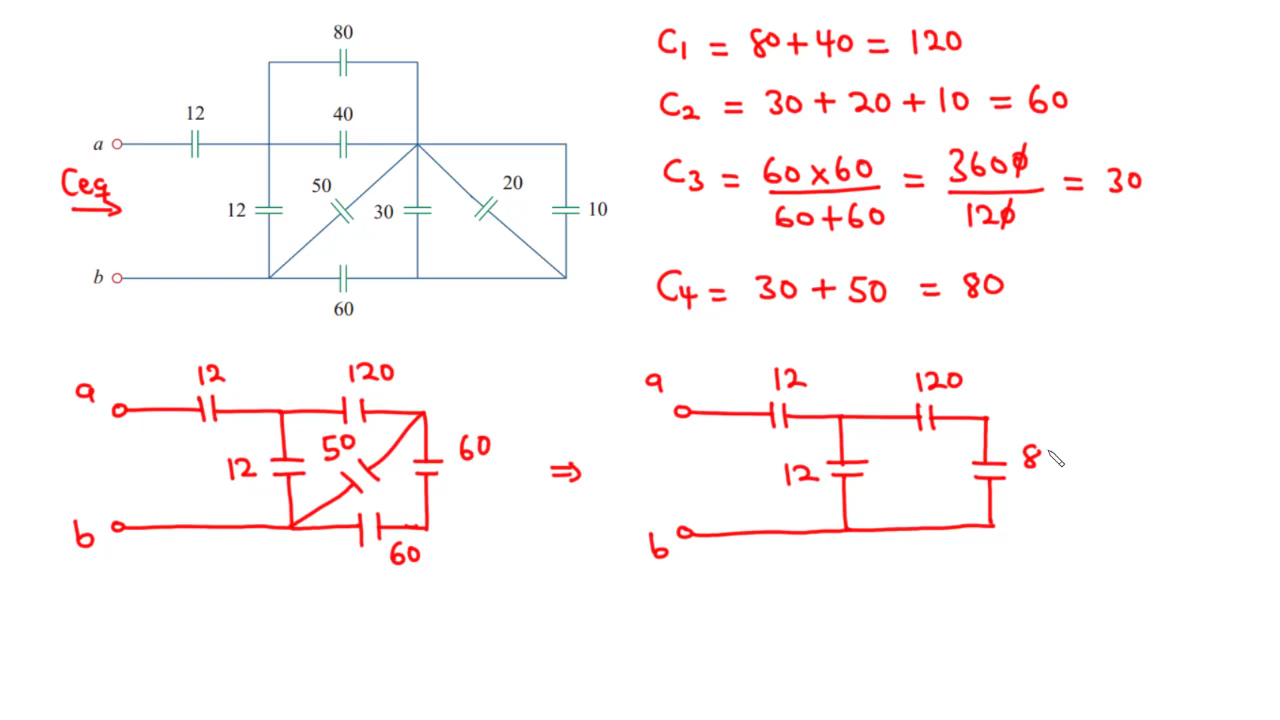 80
12
40
a
Ceq
50
20
12
30
10
b
60
C1 = 80+40 = 120
C2 = 30 + 20 + 10 = 60
C3 = 60 x 60 / 60 + 60 = 3600 / 120 = 30
C4 = 30 + 50 = 80
a
12
120
50
60
12
b
60
⇒
a
12
120
12
8
b